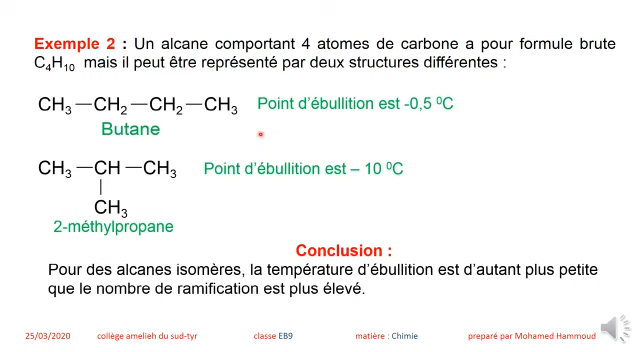 Exemple 2 : Un alcane comportant 4 atomes de carbone a pour formule brute
C₄H₁₀ mais il peut être représenté par deux structures différentes :
CH₃ — CH₂ — CH₂ — CH₃ Point d'ébullition est -0,5 ⁰C
Butane
CH₃ — CH — CH₃ Point d'ébullition est – 10 ⁰C
|
CH₃
2-méthylpropane
Conclusion :
Pour des alcanes isomères, la température d'ébullition est d'autant plus petite
que le nombre de ramification est plus élevé.
25/03/2020 collège amelieh du sud-tyr classe EB9 matière : Chimie preparé par Mohamed Hammoud